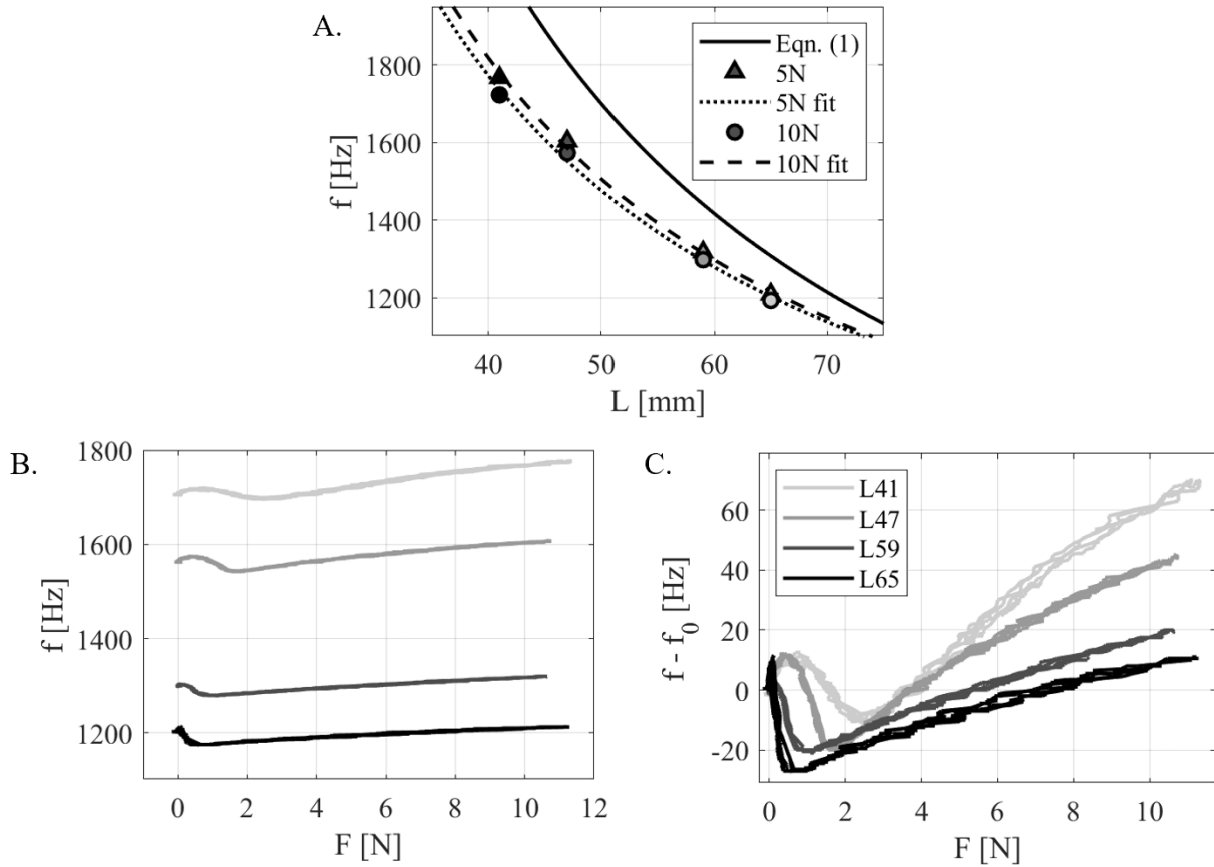 A.
f [Hz]
1800
1600
1400
1200
40
50
60
70
L [mm]
Eqn. (1)
5N
5N fit
10N
10N fit
B.
f [Hz]
1800
1600
1400
1200
0
2
4
6
8
10
12
F [N]
C.
f - f₀ [Hz]
60
40
20
0
-20
0
2
4
6
8
10
F [N]
L41
L47
L59
L65